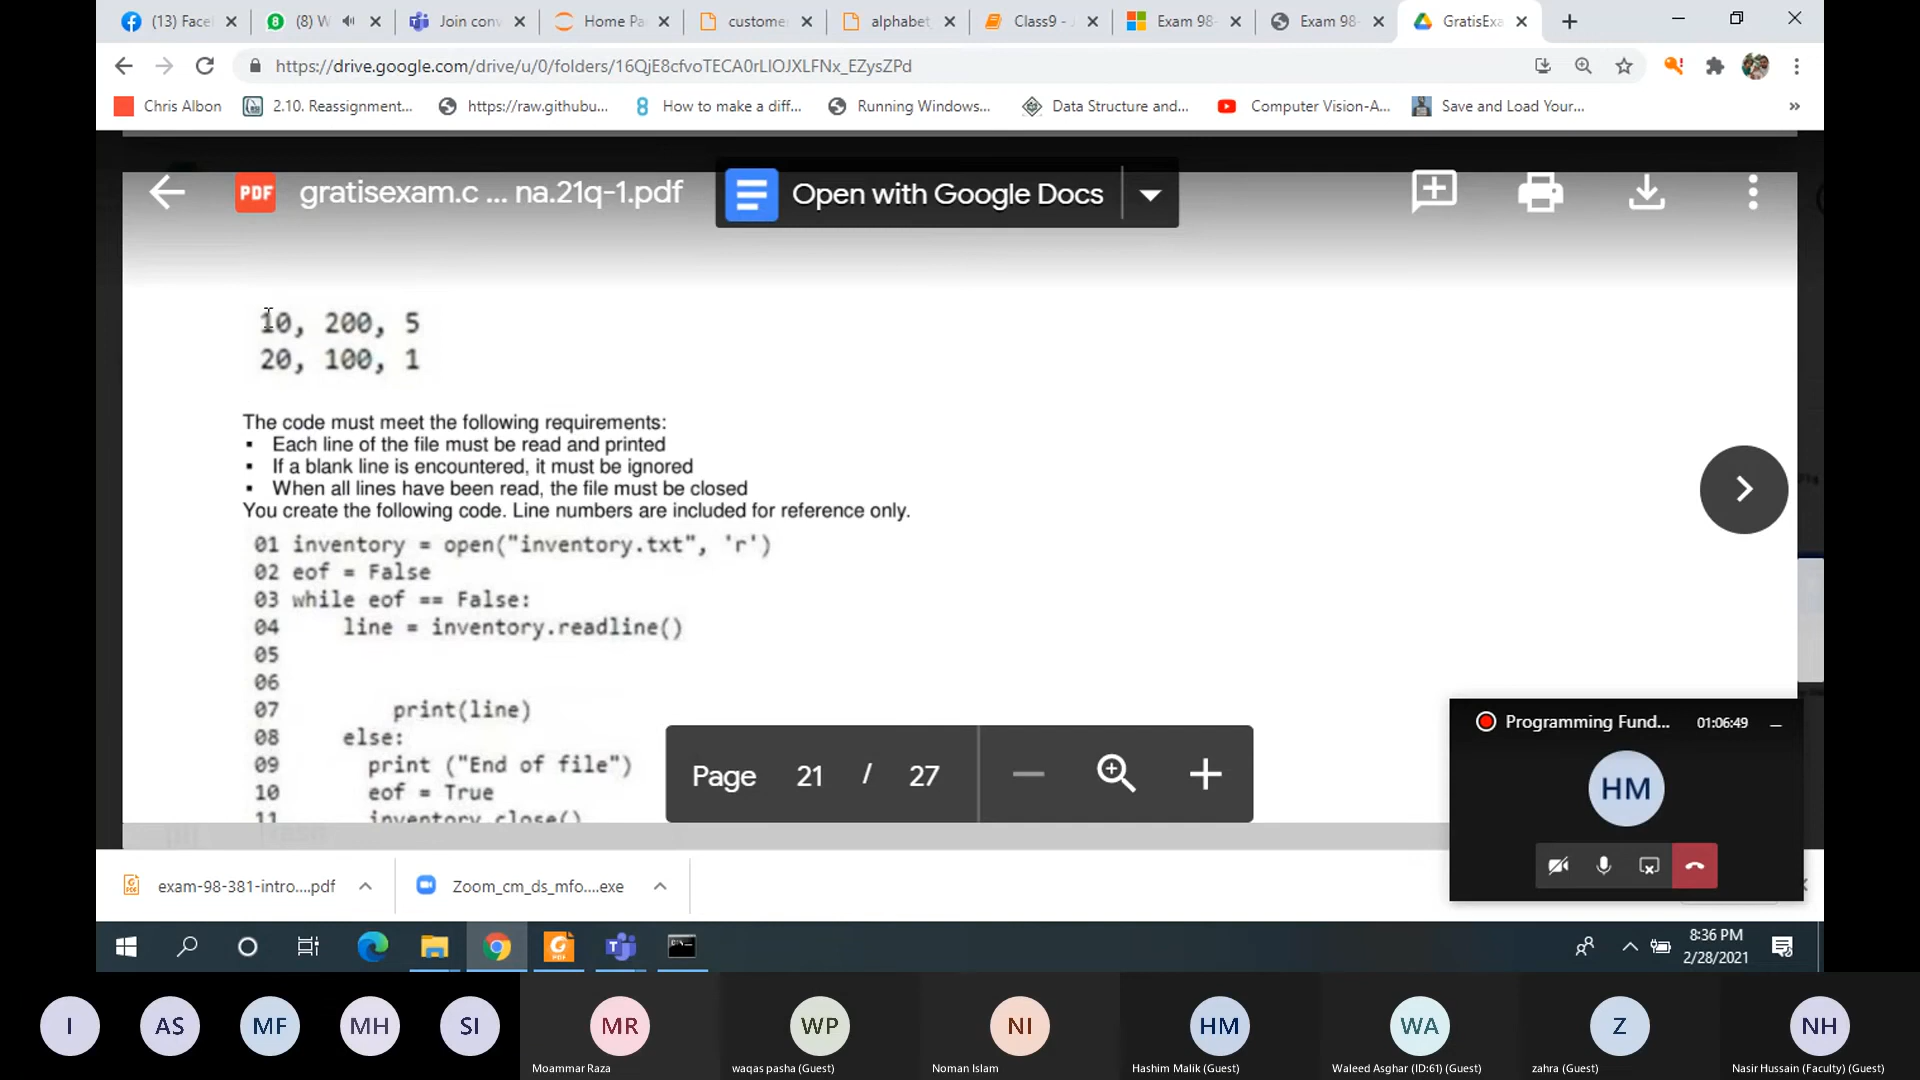 (13) Face
(8) W
Join con
Home Pa
custome
alphabet
Class9 - J
Exam 98-
Exam 98-
GratisExa
https://drive.google.com/drive/u/0/folders/16QjE8cfvoTECA0rLlOJXLFNx_EZysZPd
Chris Albon
2.10. Reassignment...
https://raw.githubu...
8 How to make a diff...
Running Windows...
Data Structure and...
Computer Vision-A...
Save and Load Your...
»
PDF gratisexam.c ... na.21q-1.pdf
Open with Google Docs
10, 200, 5
20, 100, 1
The code must meet the following requirements:
▪ Each line of the file must be read and printed
▪ If a blank line is encountered, it must be ignored
▪ When all lines have been read, the file must be closed
You create the following code. Line numbers are included for reference only.
01 inventory = open("inventory.txt", 'r')
02 eof = False
03 while eof == False:
04 line = inventory.readline()
05
06
07 print(line)
08 else:
09 print ("End of file")
10 eof = True
11 inventory.close()
Page 21 / 27
Programming Fund...
01:06:49
HM
exam-98-381-intro....pdf
Zoom_cm_ds_mfo....exe
8:36 PM
2/28/2021
I
AS
MF
MH
SI
MR
WP
NI
HM
WA
Z
NH
Moammar Raza
waqas pasha (Guest)
Noman Islam
Hashim Malik (Guest)
Waleed Asghar (ID:61) (Guest)
zahra (Guest)
Nasir Hussain (Faculty) (Guest)